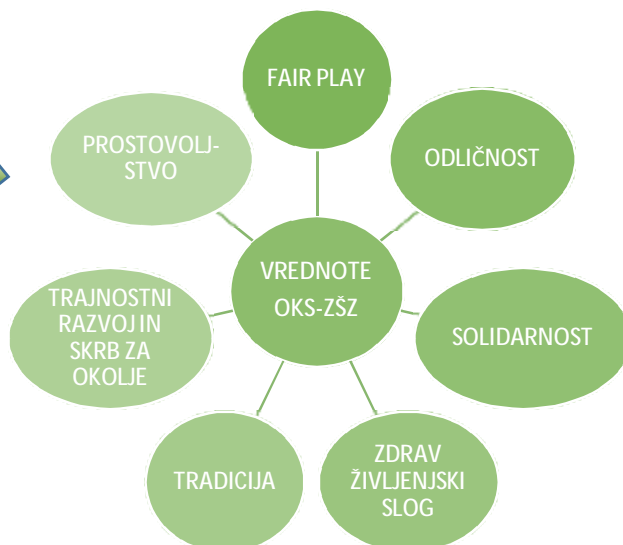 FAIR PLAY
ODLIČNOST
SOLIDARNOST
ZDRAV
ŽIVLJENJSKI
SLOG
TRADICIJA
TRAJNOSTNI
RAZVOJ IN
SKRB ZA
OKOLJE
PROSTOVOLJ-
STVO
VREDNOTE
OKS-ZŠZ